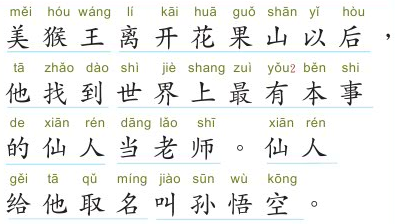 měi hóu wáng lí kāi huā guǒ shān yǐ hòu
美猴王离开花果山以后，
tā zhǎo dào shì jiè shang zuì yǒu2 běn shi
他找到世界上最有本事
de xiān rén dāng lǎo shī xiān rén
的仙人当老师。仙人
gěi tā qǔ míng jiào sūn wù kōng
给他取名叫孙悟空。